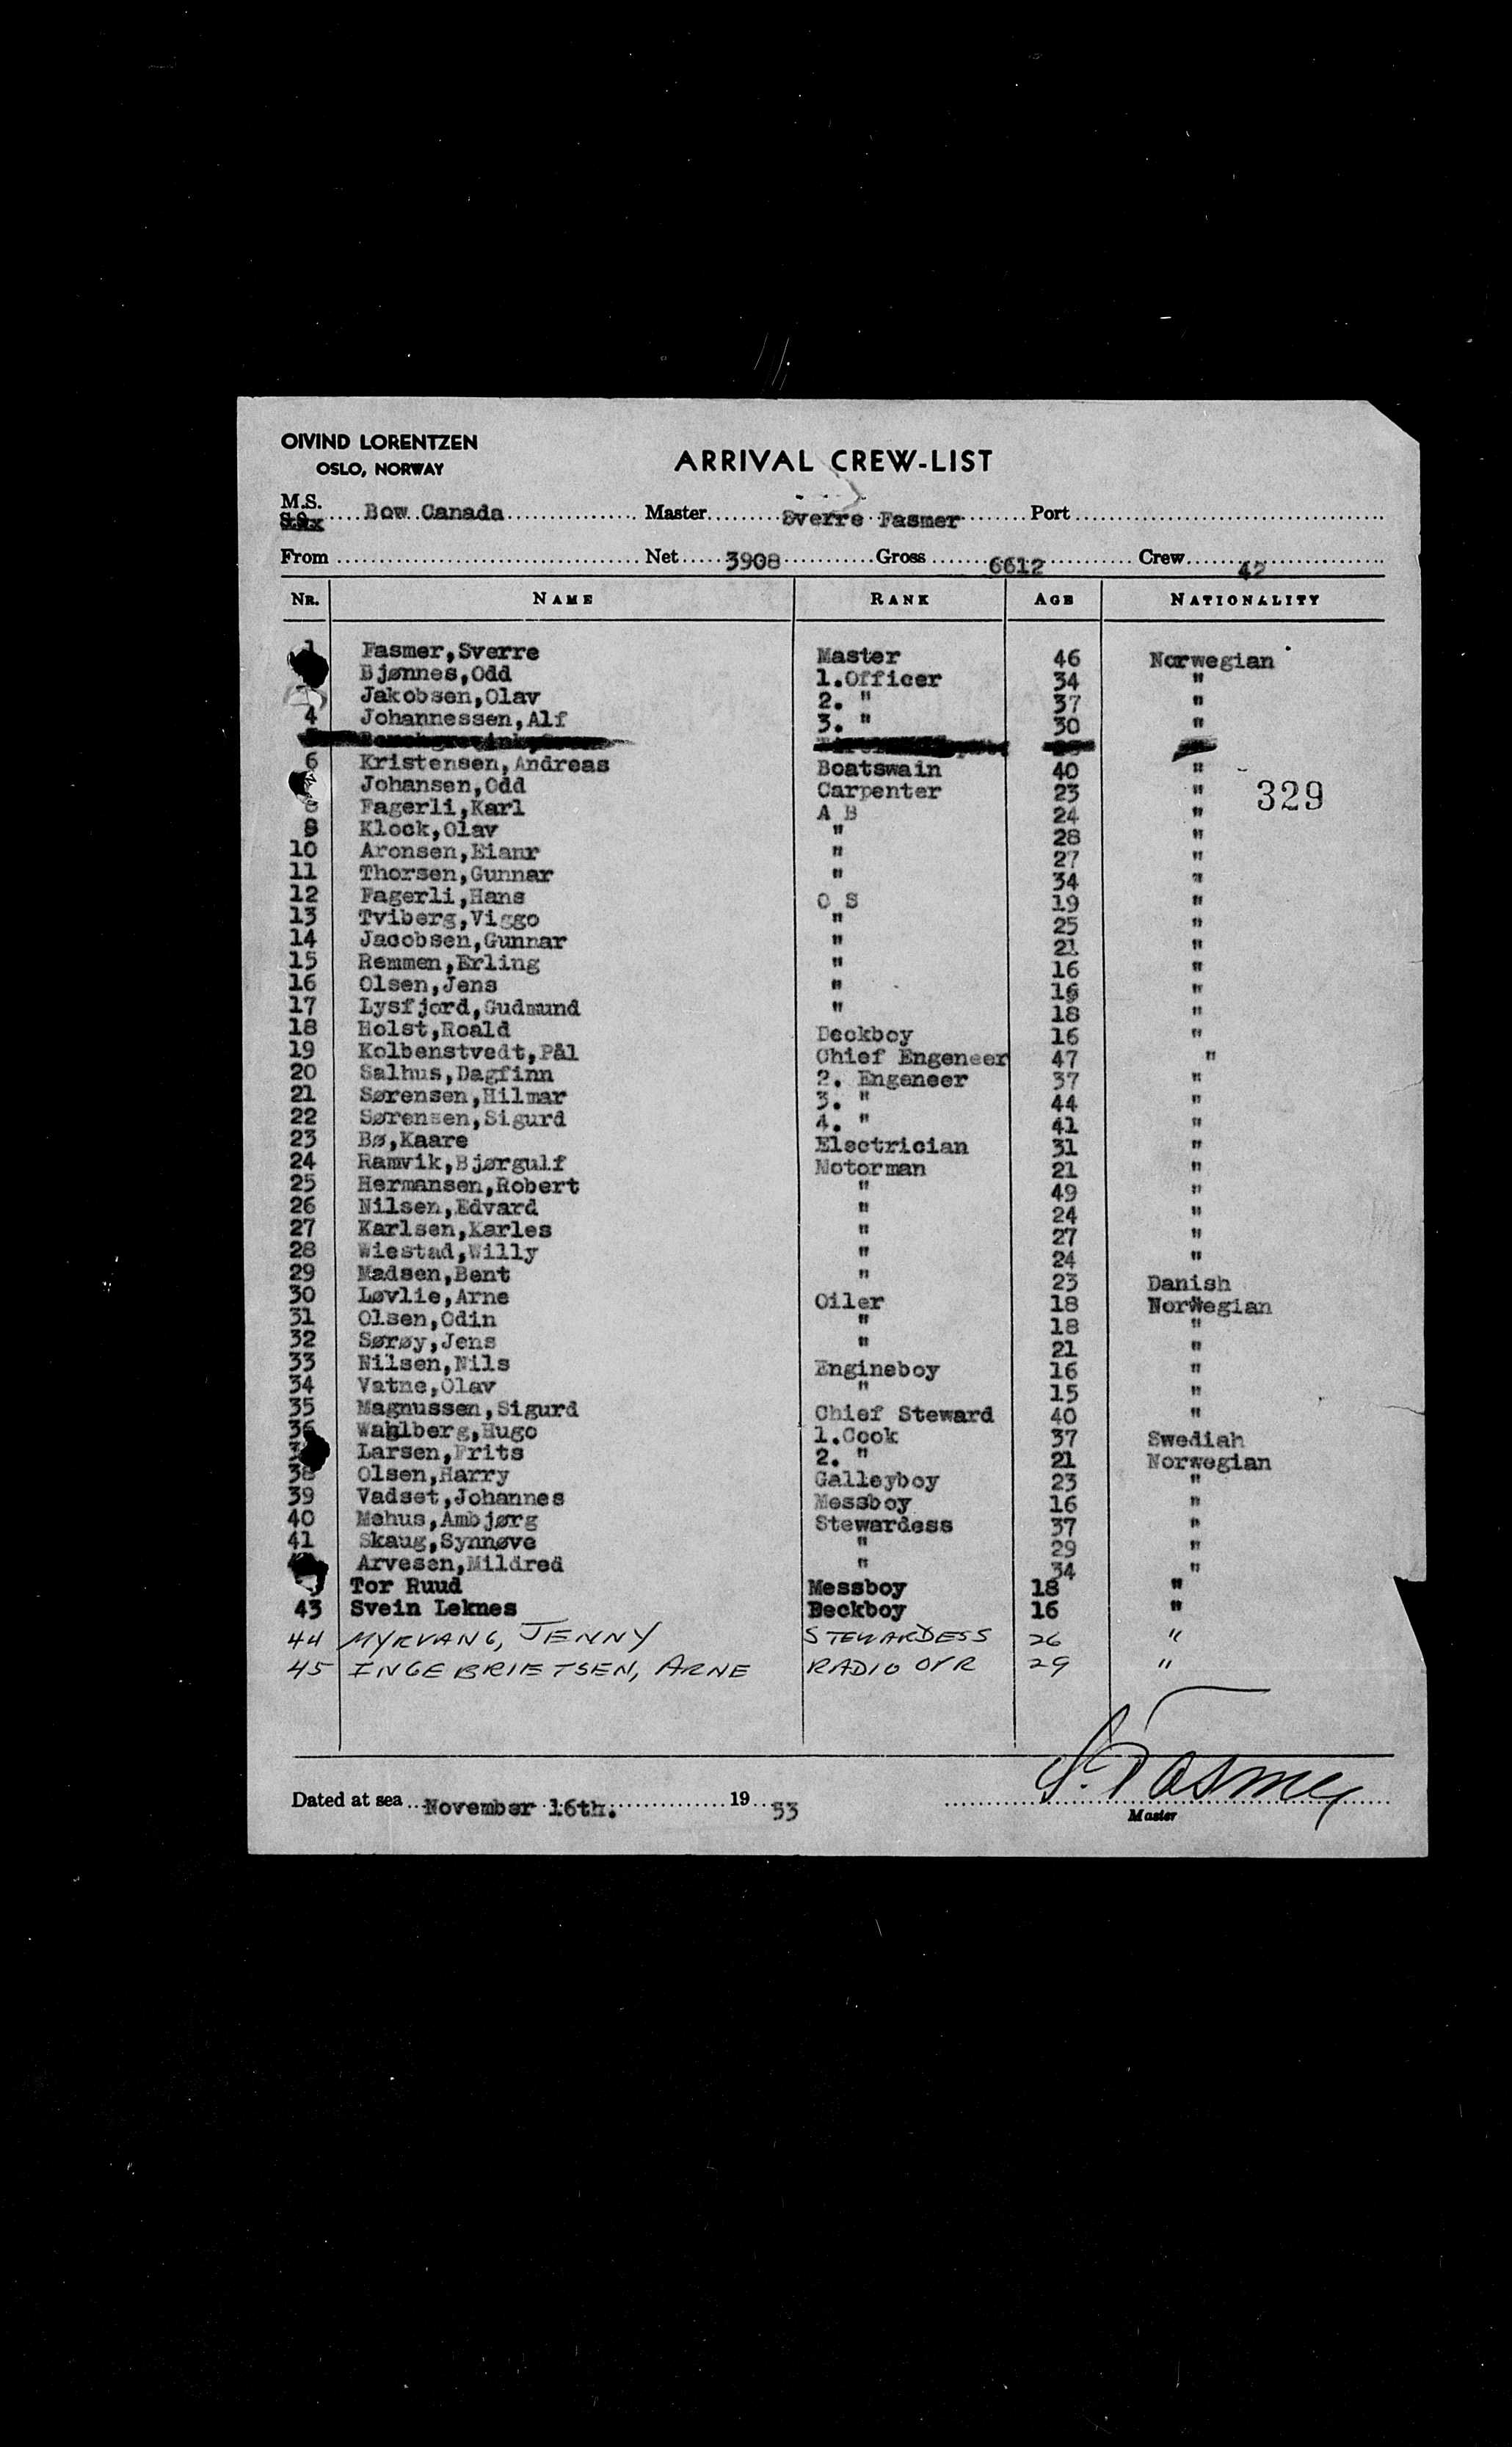 OIVIND LORENTZEN
OSLO, NORWAY
ARRIVAL CREW-LIST
M.S. Bow Canada Master Sverre Fasmer Port
From Net 3908 Gross 6612 Crew 42
NR. NAME RANK AGE NATIONALITY
1 Fasmer,Sverre Master 46 Norwegian
Bjønnes,Odd 1.Officer 34 "
Jakobsen,Olav 2. " 37 "
4 Johannessen,Alf 3. " 30 "
6 Kristensen,Andreas Boatswain 40 "
Johansen,Odd Carpenter 23 "
329
8 Fagerli,Karl A B 24 "
9 Klock,Olav " 28 "
10 Aronsen,Eianr " 27 "
11 Thorsen,Gunnar " 34 "
12 Fagerli,Hans O S 19 "
13 Tviberg,Viggo " 25 "
14 Jacobsen,Gunnar " 21 "
15 Remmen,Erling " 16 "
16 Olsen,Jens " 16 "
17 Lysfjord,Gudmund " 18 "
18 Holst,Roald Deckboy 16 "
19 Kolbenstvedt,Pål Chief Engeneer 47 "
20 Salhus,Dagfinn 2. Engeneer 37 "
21 Sørensen,Hilmar 3. " 44 "
22 Sørensen,Sigurd 4. " 41 "
23 Bø,Kaare Electrician 31 "
24 Ramvik,Bjørgulf Motorman 21 "
25 Hermansen,Robert " 49 "
26 Nilsen,Edvard " 24 "
27 Karlsen,Karles " 27 "
28 Wiestad,Willy " 24 "
29 Madsen,Bent " 23 Danish
30 Løvlie,Arne Oiler 18 Norwegian
31 Olsen,Odin " 18 "
32 Sørøy,Jens " 21 "
33 Nilsen,Nils Engineboy 16 "
34 Vatne,Olav " 15 "
35 Magnussen,Sigurd Chief Steward 40 "
36 Wahlberg,Hugo 1.Cook 37 Swedish
Larsen,Frits 2. " 21 Norwegian
38 Olsen,Harry Galleyboy 23 "
39 Vadset,Johannes Messboy 16 "
40 Mehus,Ambjørg Stewardess 37 "
41 Skaug,Synnøve " 29 "
Arvesen,Mildred " 34 "
Tor Ruud Messboy 18 "
43 Svein Leknes Deckboy 16 "
44 MYRVANG, JENNY STEWARDESS 26 "
45 INGEBRIETSEN, ARNE RADIO OPR 29 "
S. Fasmer
Dated at sea November 16th. 19 53
Master